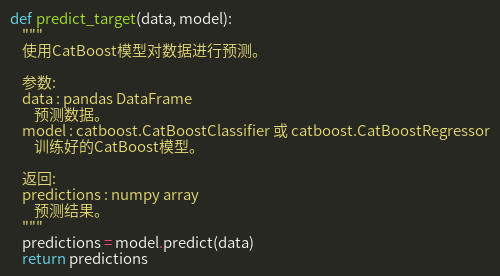 def predict_target(data, model):
    """
    使用CatBoost模型对数据进行预测。

    参数:
    data : pandas DataFrame
        预测数据。
    model : catboost.CatBoostClassifier 或 catboost.CatBoostRegressor
        训练好的CatBoost模型。

    返回:
    predictions : numpy array
        预测结果。
    """
    predictions = model.predict(data)
    return predictions